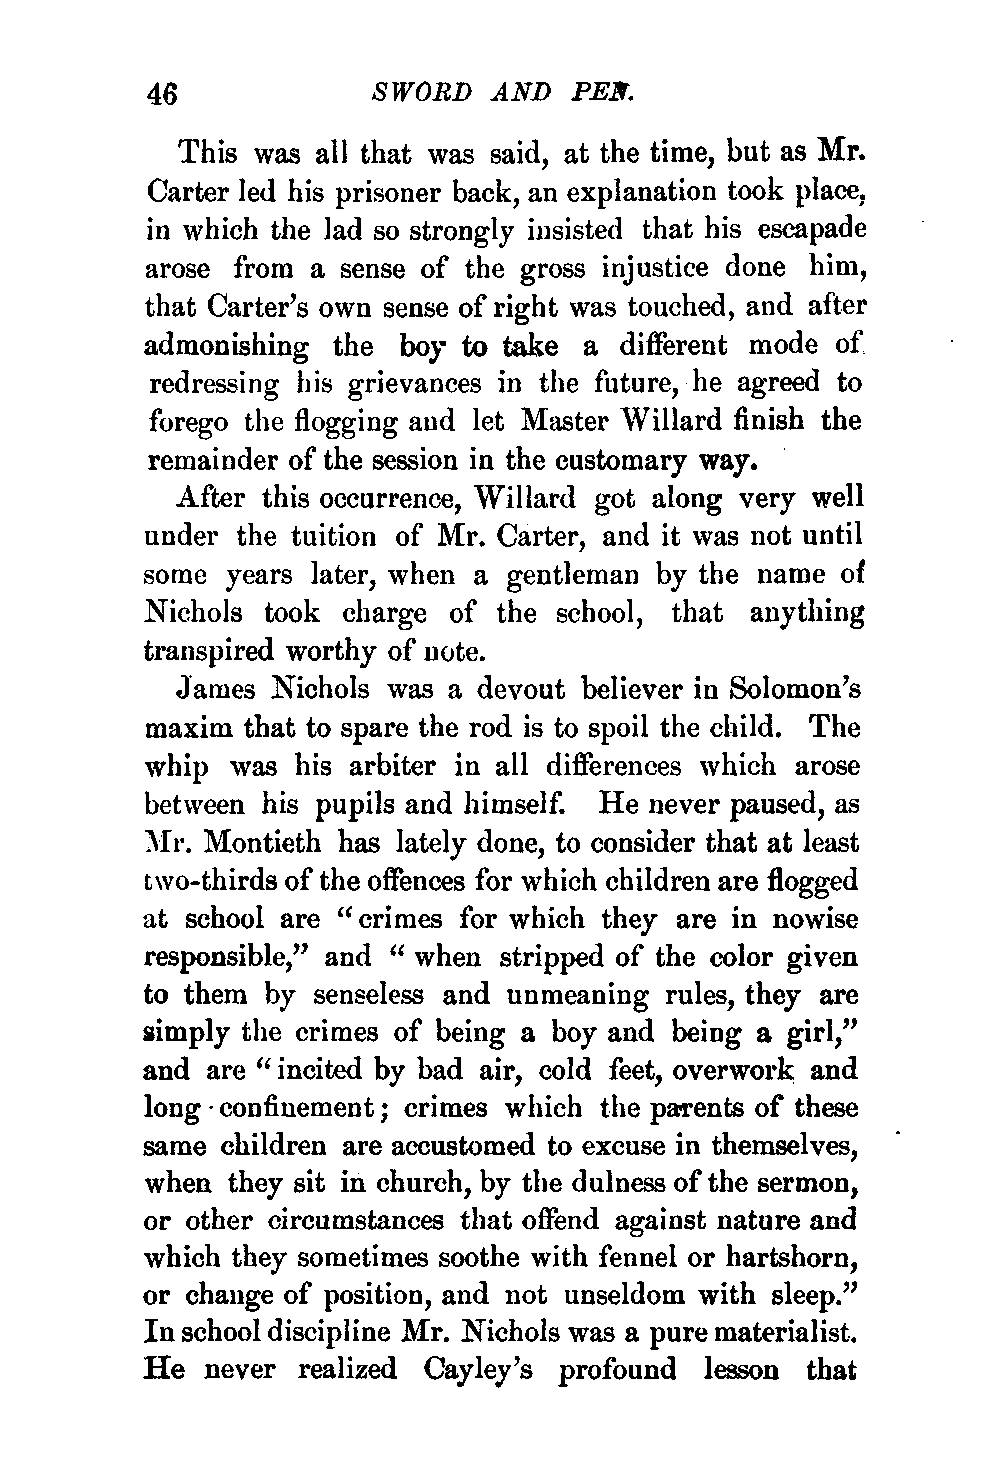 46 SWORD AND PEN.
This was all that was said, at the time, but as Mr.
Carter led his prisoner back, an explanation took place,
in which the lad so strongly insisted that his escapade
arose from a sense of the gross injustice done him,
that Carter's own sense of right was touched, and after
admonishing the boy to take a different mode of
redressing his grievances in the future, he agreed to
forego the flogging and let Master Willard finish the
remainder of the session in the customary way.
After this occurrence, Willard got along very well
under the tuition of Mr. Carter, and it was not until
some years later, when a gentleman by the name of
Nichols took charge of the school, that anything
transpired worthy of note.
James Nichols was a devout believer in Solomon's
maxim that to spare the rod is to spoil the child. The
whip was his arbiter in all differences which arose
between his pupils and himself. He never paused, as
Mr. Montieth has lately done, to consider that at least
two-thirds of the offences for which children are flogged
at school are "crimes for which they are in nowise
responsible," and "when stripped of the color given
to them by senseless and unmeaning rules, they are
simply the crimes of being a boy and being a girl,"
and are "incited by bad air, cold feet, overwork and
long confinement; crimes which the parents of these
same children are accustomed to excuse in themselves,
when they sit in church, by the dulness of the sermon,
or other circumstances that offend against nature and
which they sometimes soothe with fennel or hartshorn,
or change of position, and not unseldom with sleep."
In school discipline Mr. Nichols was a pure materialist.
He never realized Cayley's profound lesson that